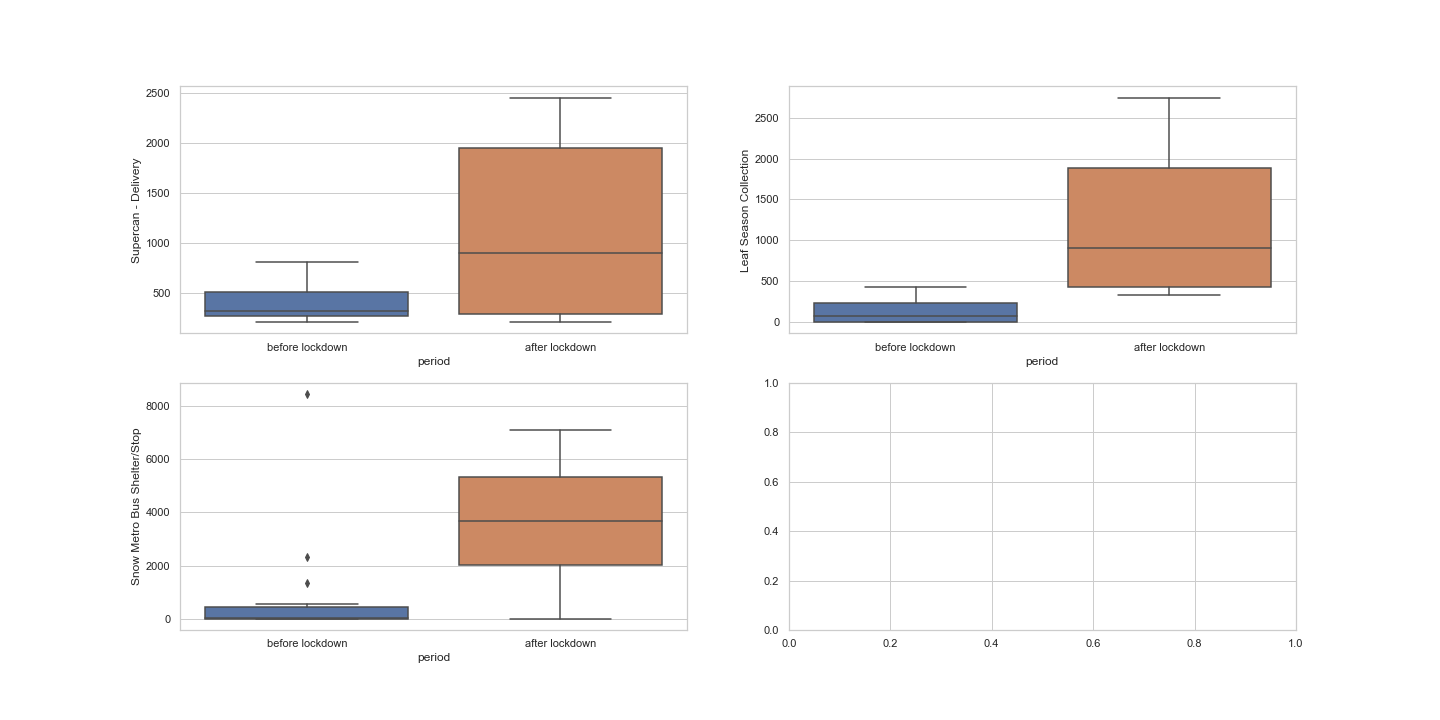 Supercan - Delivery
2500
2000
1500
1000
500
before lockdown
after lockdown
period
Leaf Season Collection
2500
2000
1500
1000
500
0
before lockdown
after lockdown
period
Snow Metro Bus Shelter/Stop
8000
6000
4000
2000
0
before lockdown
after lockdown
period
1.0
0.8
0.6
0.4
0.2
0.0
0.0 0.2 0.4 0.6 0.8 1.0